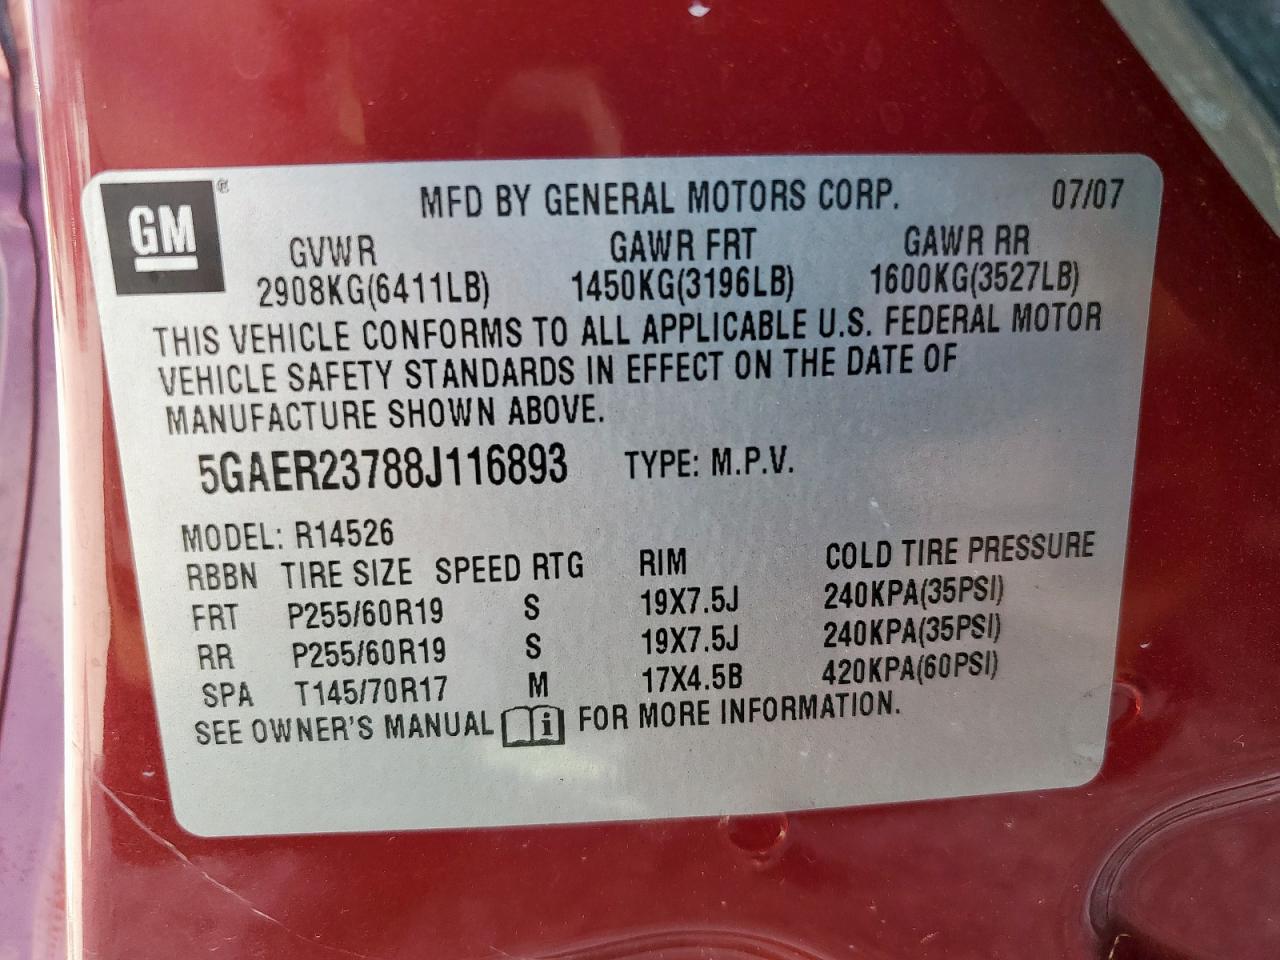 GM ® MFD BY GENERAL MOTORS CORP. 07/07
GVWR GAWR FRT GAWR RR
2908KG(6411LB) 1450KG(3196LB) 1600KG(3527LB)
THIS VEHICLE CONFORMS TO ALL APPLICABLE U.S. FEDERAL MOTOR
VEHICLE SAFETY STANDARDS IN EFFECT ON THE DATE OF
MANUFACTURE SHOWN ABOVE.
5GAER23788J116893 TYPE: M.P.V.
MODEL: R14526
RBBN TIRE SIZE SPEED RTG RIM COLD TIRE PRESSURE
FRT P255/60R19 S 19X7.5J 240KPA(35PSI)
RR P255/60R19 S 19X7.5J 240KPA(35PSI)
SPA T145/70R17 M 17X4.5B 420KPA(60PSI)
SEE OWNER'S MANUAL i FOR MORE INFORMATION.